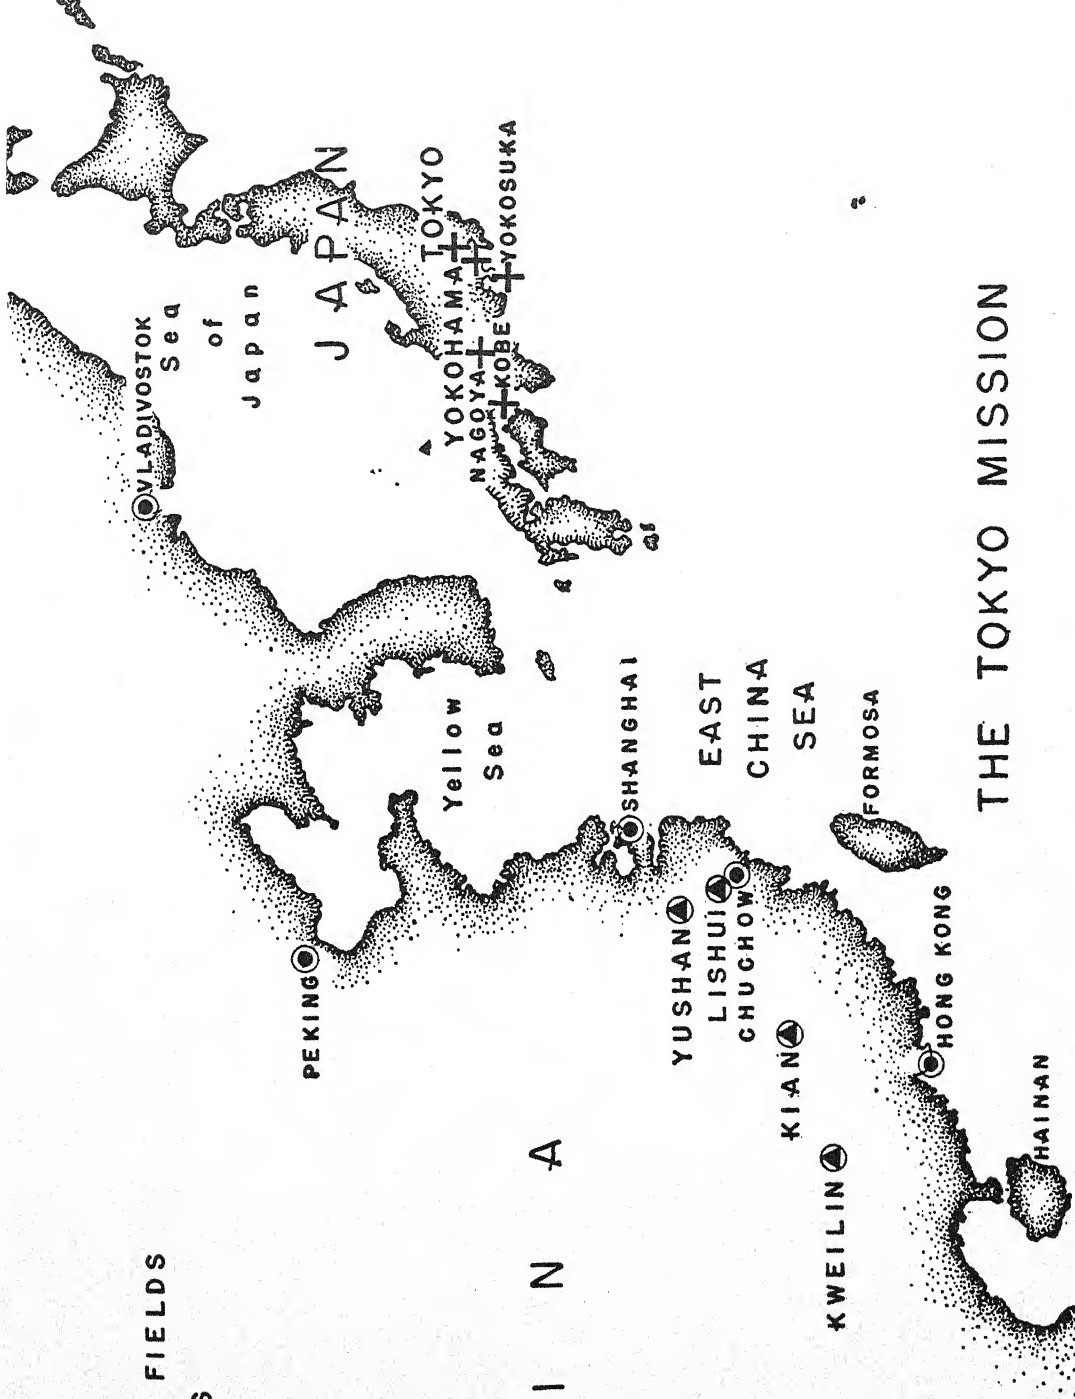 FIELDS
S
I N A
PEKING
VLADIVOSTOK
Sea
of
Japan
JAPAN
TOKYO
YOKOHAMA
YOKOSUKA
NAGOYA
KOBE
Yellow
Sea
SHANGHAI
EAST
CHINA
SEA
YUSHAN
LISHUI
CHUCHOW
KIAN
KWEILIN
FORMOSA
HONG KONG
HAINAN
THE TOKYO MISSION